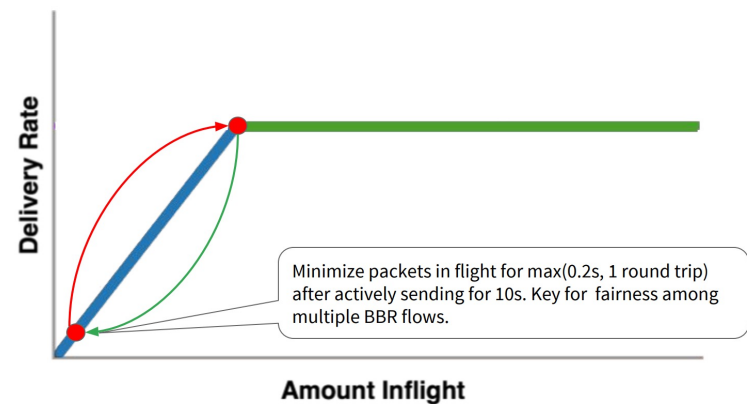 Delivery Rate
Minimize packets in flight for max(0.2s, 1 round trip)
after actively sending for 10s. Key for fairness among
multiple BBR flows.
Amount Inflight